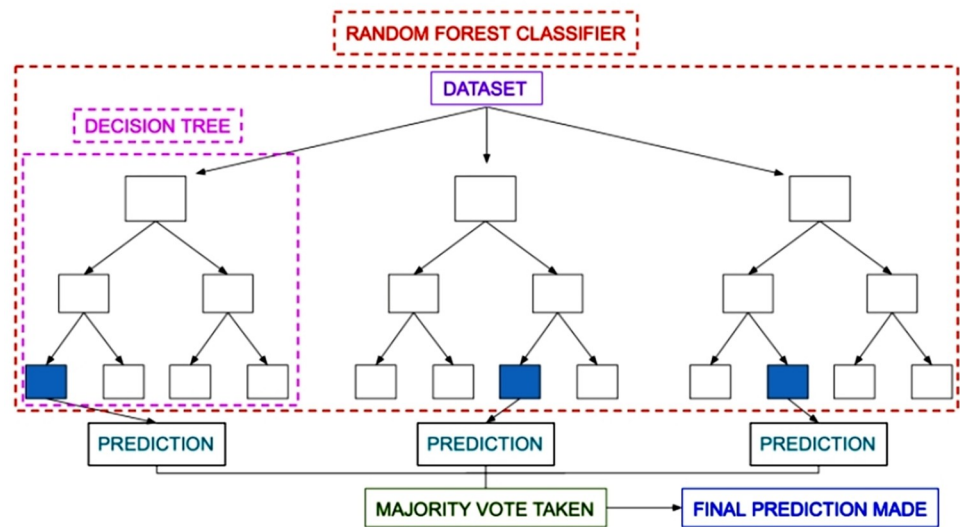 RANDOM FOREST CLASSIFIER
DATASET
DECISION TREE
PREDICTION
PREDICTION
PREDICTION
MAJORITY VOTE TAKEN
FINAL PREDICTION MADE